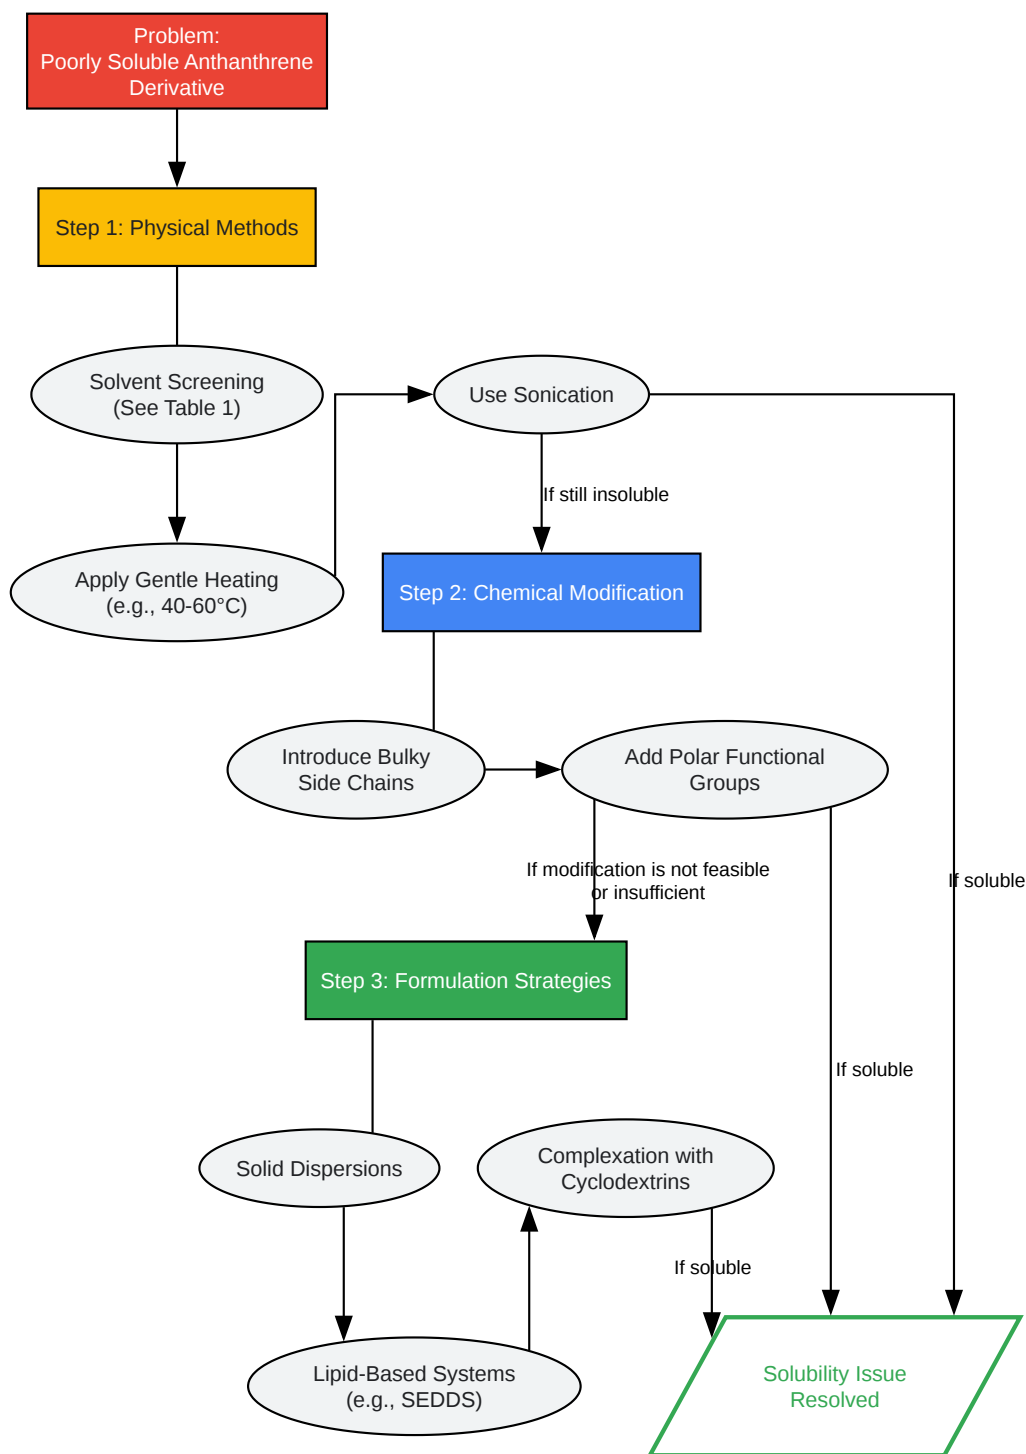 Problem:
Poorly Soluble Anthanthrene
Derivative
Step 1: Physical Methods
Solvent Screening
(See Table 1)
Use Sonication
If still insoluble
Apply Gentle Heating
(e.g., 40-60°C)
Step 2: Chemical Modification
Introduce Bulky
Side Chains
Add Polar Functional
Groups
If modification is not feasible
or insufficient
If soluble
Step 3: Formulation Strategies
If soluble
Solid Dispersions
Complexation with
Cyclodextrins
If soluble
Lipid-Based Systems
(e.g., SEDDS)
Solubility Issue
Resolved